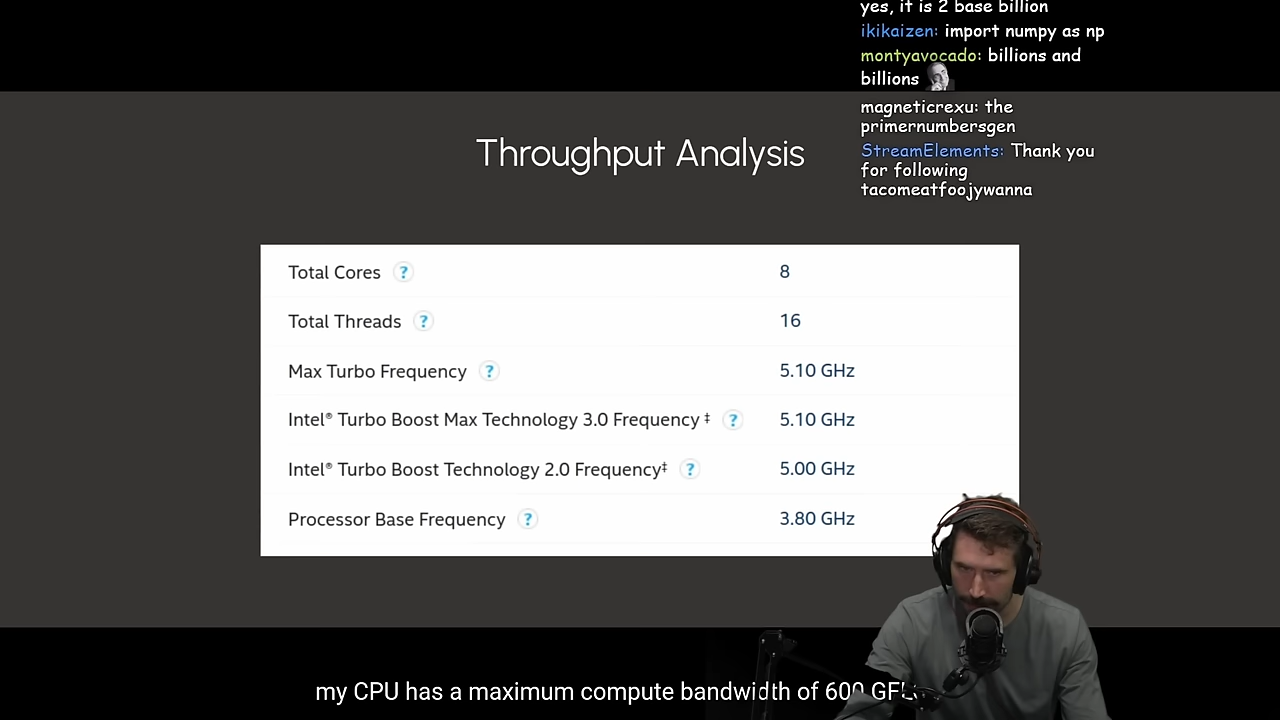 yes, it is 2 base billion
ikikaizen: import numpy as np
montyavocado: billions and
billions
magneticrexu: the
primernumbersgen
StreamElements: Thank you
for following
tacomeatfoojywanna
Throughput Analysis
Total Cores ? 8
Total Threads ? 16
Max Turbo Frequency ? 5.10 GHz
Intel® Turbo Boost Max Technology 3.0 Frequency ‡ ? 5.10 GHz
Intel® Turbo Boost Technology 2.0 Frequency‡ ? 5.00 GHz
Processor Base Frequency ? 3.80 GHz
my CPU has a maximum compute bandwidth of 600